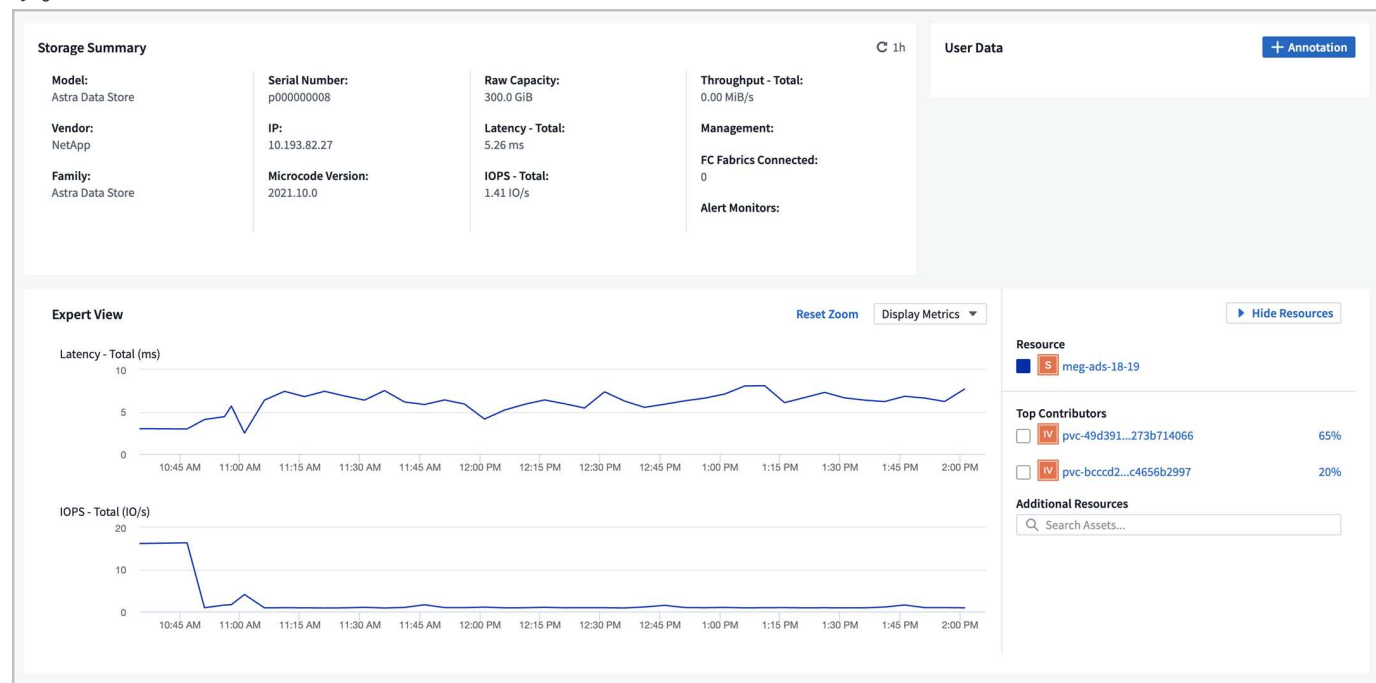 Storage Summary
1h
Model:
Astra Data Store
Vendor:
NetApp
Family:
Astra Data Store
Serial Number:
p000000008
IP:
10.193.82.27
Microcode Version:
2021.10.0
Raw Capacity:
300.0 GiB
Latency - Total:
5.26 ms
IOPS - Total:
1.41 IO/s
Throughput - Total:
0.00 MiB/s
Management:
FC Fabrics Connected:
0
Alert Monitors:
User Data
+ Annotation
Expert View
Reset Zoom
Display Metrics
Latency - Total (ms)
10
5
0
10:45 AM 11:00 AM 11:15 AM 11:30 AM 11:45 AM 12:00 PM 12:15 PM 12:30 PM 12:45 PM 1:00 PM 1:15 PM 1:30 PM 1:45 PM 2:00 PM
IOPS - Total (IO/s)
20
10
0
10:45 AM 11:00 AM 11:15 AM 11:30 AM 11:45 AM 12:00 PM 12:15 PM 12:30 PM 12:45 PM 1:00 PM 1:15 PM 1:30 PM 1:45 PM 2:00 PM
Hide Resources
Resource
S meg-ads-18-19
Top Contributors
IV pvc-49d391...273b714066 65%
IV pvc-bcccd2...c4656b2997 20%
Additional Resources
Search Assets...